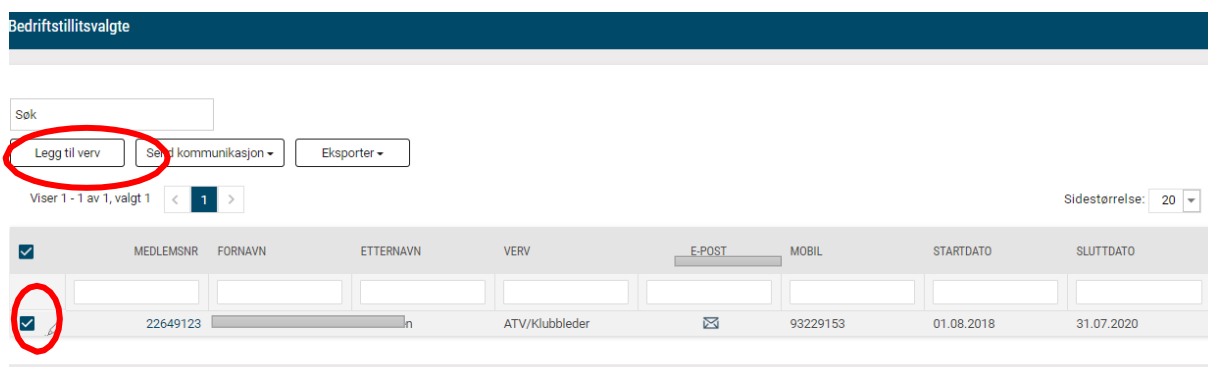 Bedriftstillitsvalgte
Søk
Legg til verv Send kommunikasjon Eksporter
Viser 1 - 1 av 1, valgt 1 < 1 > Sidestørrelse: 20
MEDLEMSNR FORNAVN ETTERNAVN VERV E-POST MOBIL STARTDATO SLUTTDATO
22649123 n ATV/Klubbleder 93229153 01.08.2018 31.07.2020